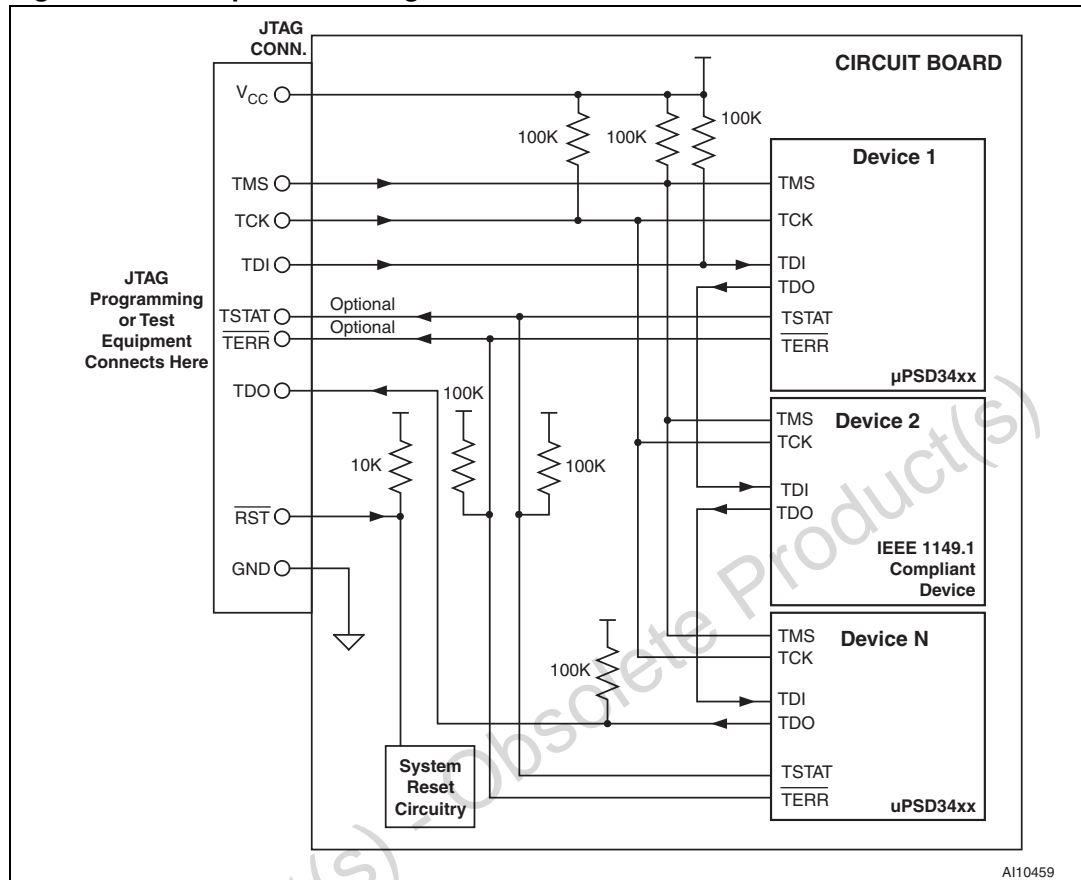 JTAG
CONN.
CIRCUIT BOARD
VCC
100K
100K
100K
Device 1
TMS
TMS
TCK
TCK
TDI
TDI
TDO
JTAG
Programming
or Test
Equipment
Connects Here
TSTAT
Optional
TSTAT
TERR
Optional
TERR
µPSD34xx
TDO
100K
10K
100K
TMS
Device 2
TCK
TDI
TDO
RST
IEEE 1149.1
Compliant
Device
GND
TMS
Device N
TCK
100K
TDI
TDO
System
Reset
Circuitry
TSTAT
TERR
uPSD34xx
AI10459
(s) - Obsolete Product(s)